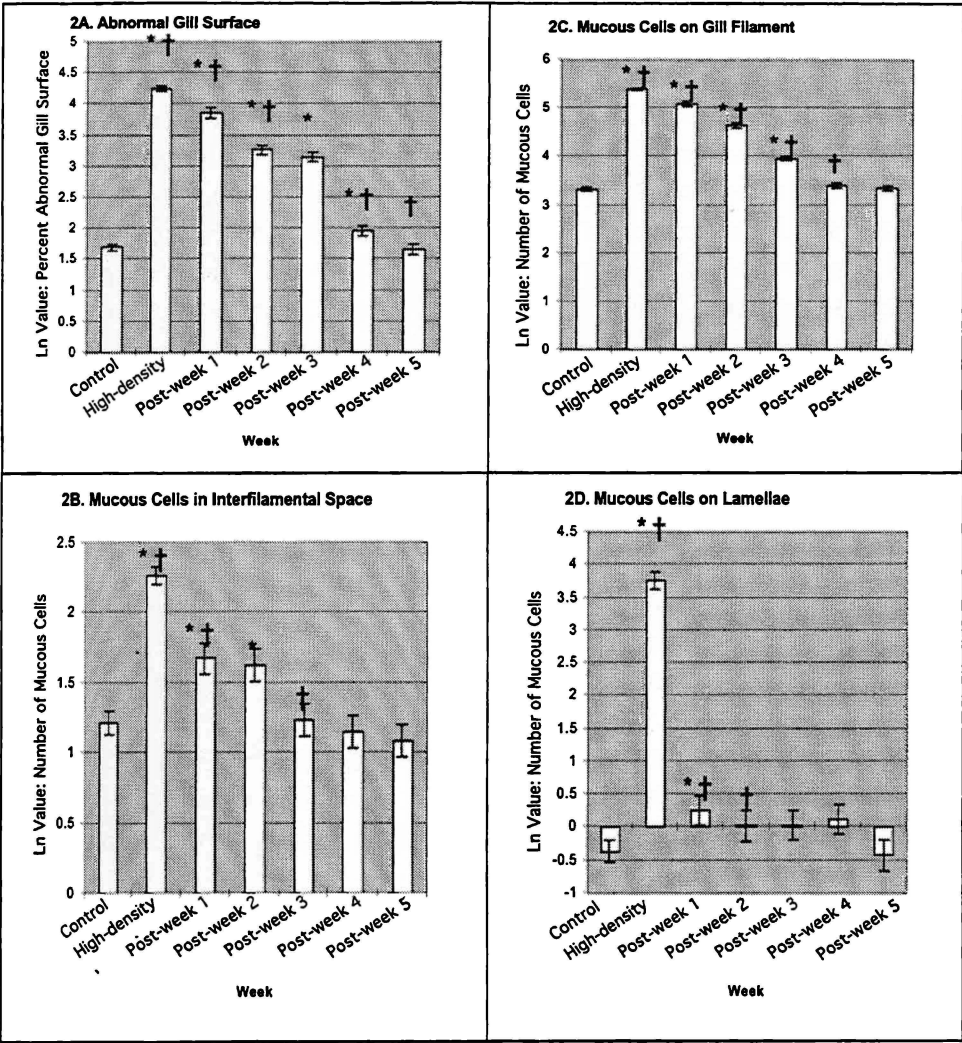 2A. Abnormal Gill Surface
Ln Value: Percent Abnormal Gill Surface
5
4.5
4
3.5
3
2.5
2
1.5
1
0.5
0
* †
* †
* †
*
* †
†
Control
High-density
Post-week 1
Post-week 2
Post-week 3
Post-week 4
Post-week 5
Week
2C. Mucous Cells on Gill Filament
Ln Value: Number of Mucous Cells
6
5
4
3
2
1
0
* †
* †
* †
* †
†
Control
High-density
Post-week 1
Post-week 2
Post-week 3
Post-week 4
Post-week 5
Week
2B. Mucous Cells in Interfilamental Space
Ln Value: Number of Mucous Cells
2.5
2
1.5
1
0.5
0
* †
* †
*
†
Control
High-density
Post-week 1
Post-week 2
Post-week 3
Post-week 4
Post-week 5
Week
2D. Mucous Cells on Lamellae
Ln Value: Number of Mucous Cells
4.5
4
3.5
3
2.5
2
1.5
1
0.5
0
-0.5
-1
* †
* †
†
Control
High-density
Post-week 1
Post-week 2
Post-week 3
Post-week 4
Post-week 5
Week